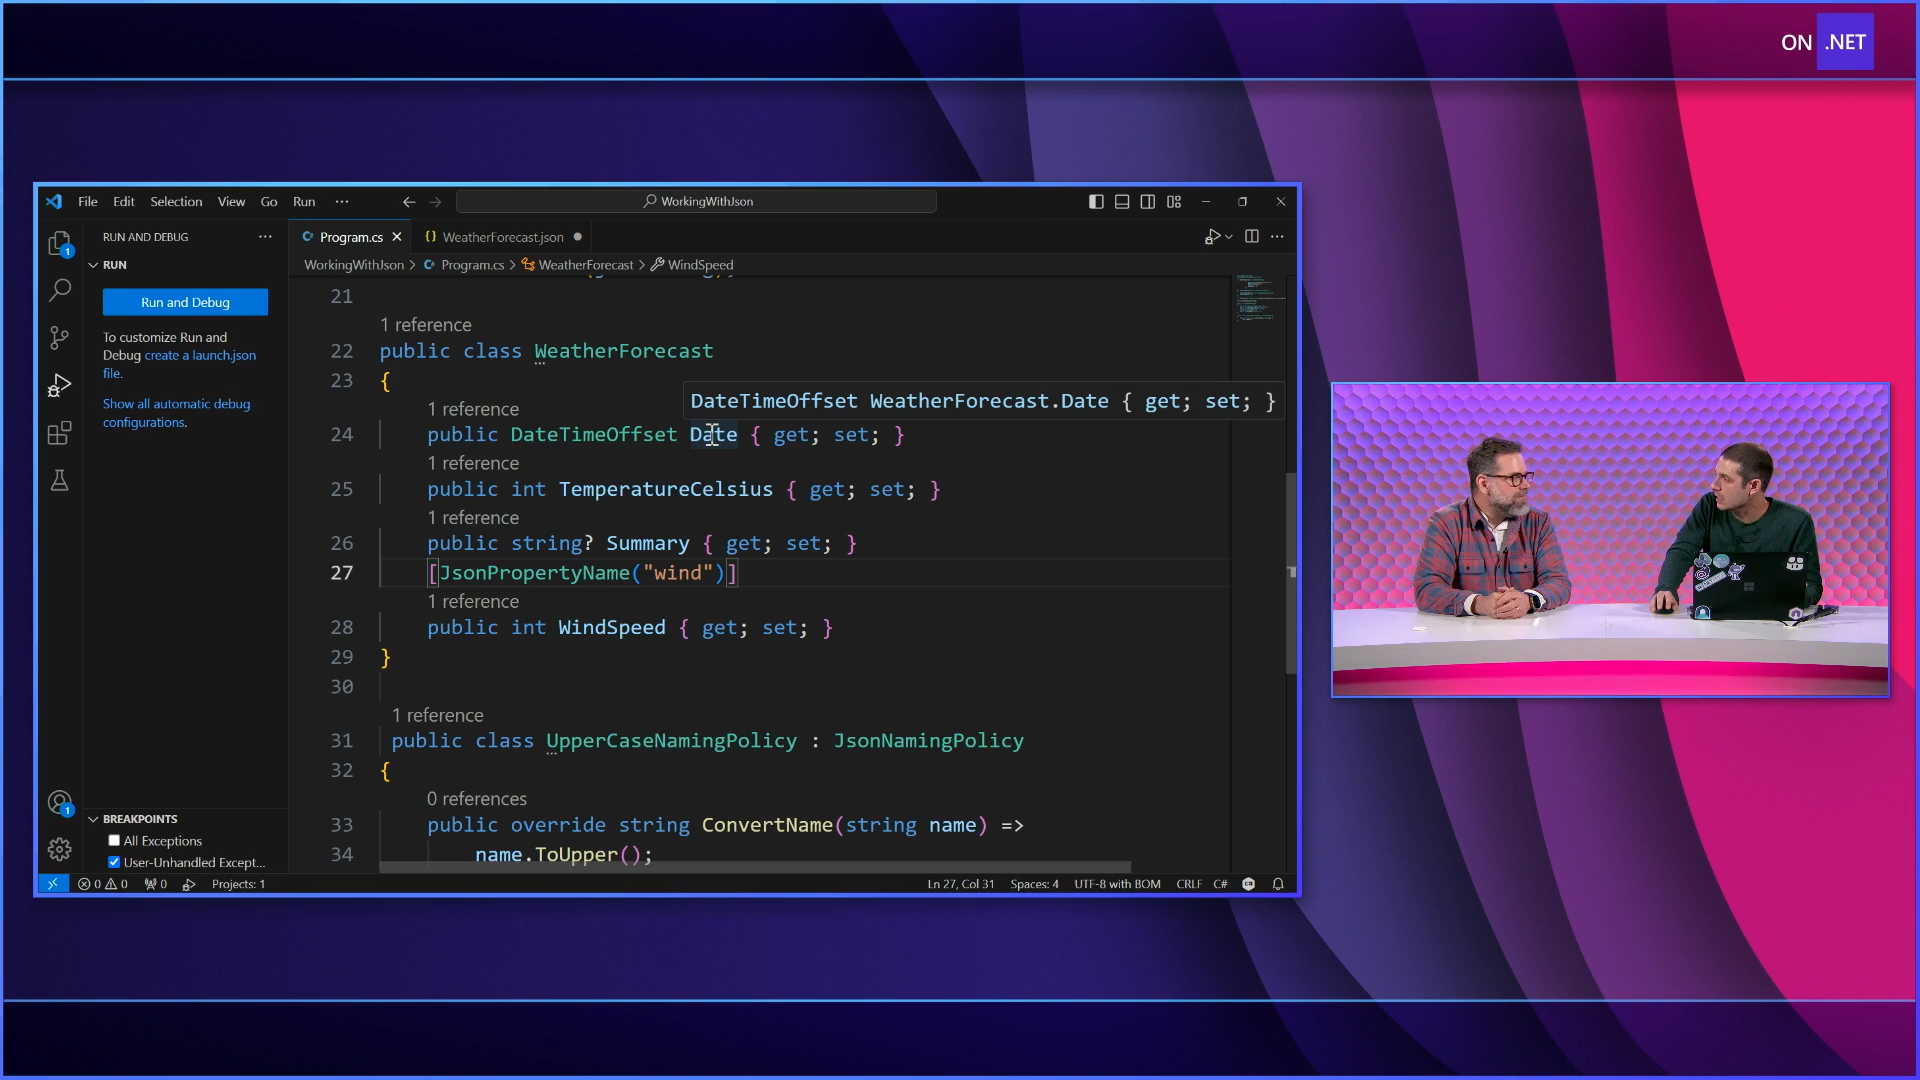 ON .NET
File Edit Selection View Go Run ...
WorkingWithJson
RUN AND DEBUG ...
Program.cs
{} WeatherForecast.json
WorkingWithJson > Program.cs > WeatherForecast > WindSpeed
RUN
Run and Debug
To customize Run and
Debug create a launch.json
file.
Show all automatic debug
configurations.
21
1 reference
22 public class WeatherForecast
23 {
DateTimeOffset WeatherForecast.Date { get; set; }
1 reference
24 public DateTimeOffset Date { get; set; }
1 reference
25 public int TemperatureCelsius { get; set; }
1 reference
26 public string? Summary { get; set; }
27 [JsonPropertyName("wind")]
1 reference
28 public int WindSpeed { get; set; }
29 }
30
1 reference
31 public class UpperCaseNamingPolicy : JsonNamingPolicy
32 {
0 references
33 public override string ConvertName(string name) =>
34 name.ToUpper();
1
1
BREAKPOINTS
All Exceptions
User-Unhandled Except...
0 0 0 Projects: 1
Ln 27, Col 31 Spaces: 4 UTF-8 with BOM CRLF C#